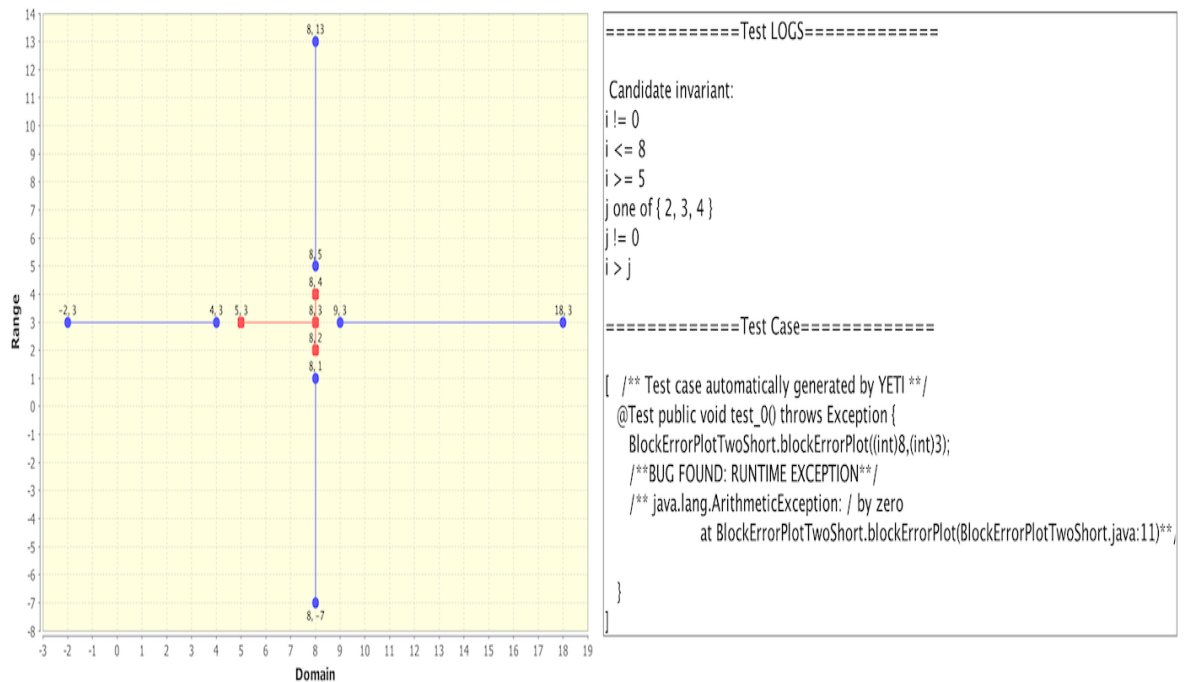 14
13
12
11
10
9
8
7
6
5
4
3
2
1
0
-1
-2
-3
-4
-5
-6
-7
-8
Range
8, 13
8, 5
8, 4
-2, 3
4, 3
5, 3
8, 3
9, 3
18, 3
8, 2
8, 1
8, -7
-3 -2 -1 0 1 2 3 4 5 6 7 8 9 10 11 12 13 14 15 16 17 18 19
Domain
=============Test LOGS=============
Candidate invariant:
i != 0
i <= 8
i >= 5
j one of { 2, 3, 4 }
j != 0
i > j
=============Test Case=============
[ /** Test case automatically generated by YETI **/
@Test public void test_0() throws Exception {
BlockErrorPlotTwoShort.blockErrorPlot((int)8,(int)3);
/**BUG FOUND: RUNTIME EXCEPTION**/
/** java.lang.ArithmeticException: / by zero
at BlockErrorPlotTwoShort.blockErrorPlot(BlockErrorPlotTwoShort.java:11)**/
}
]